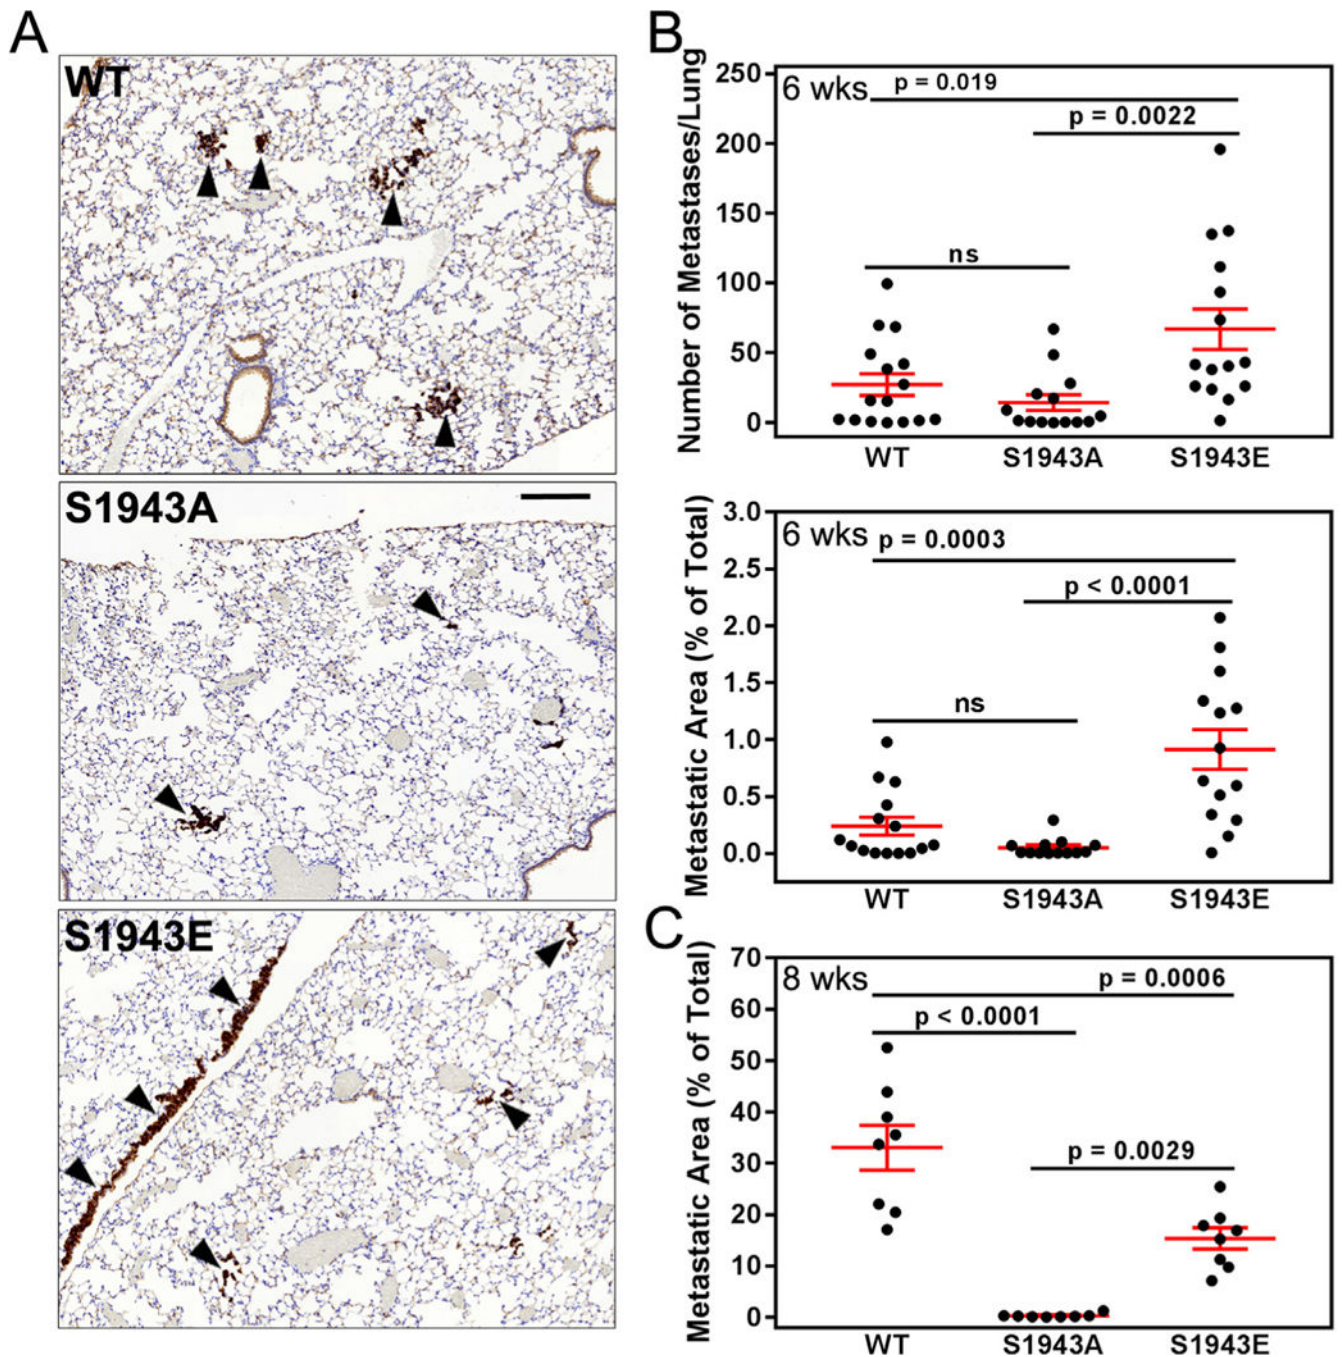 A
WT
S1943A
S1943E
B
Number of Metastases/Lung
250
200
150
100
50
0
6 wks
p = 0.019
p = 0.0022
ns
WT S1943A S1943E
Metastatic Area (% of Total)
3.0
2.5
2.0
1.5
1.0
0.5
0.0
6 wks
p = 0.0003
p < 0.0001
ns
WT S1943A S1943E
C
Metastatic Area (% of Total)
70
60
50
40
30
20
10
0
8 wks
p = 0.0006
p < 0.0001
p = 0.0029
WT S1943A S1943E